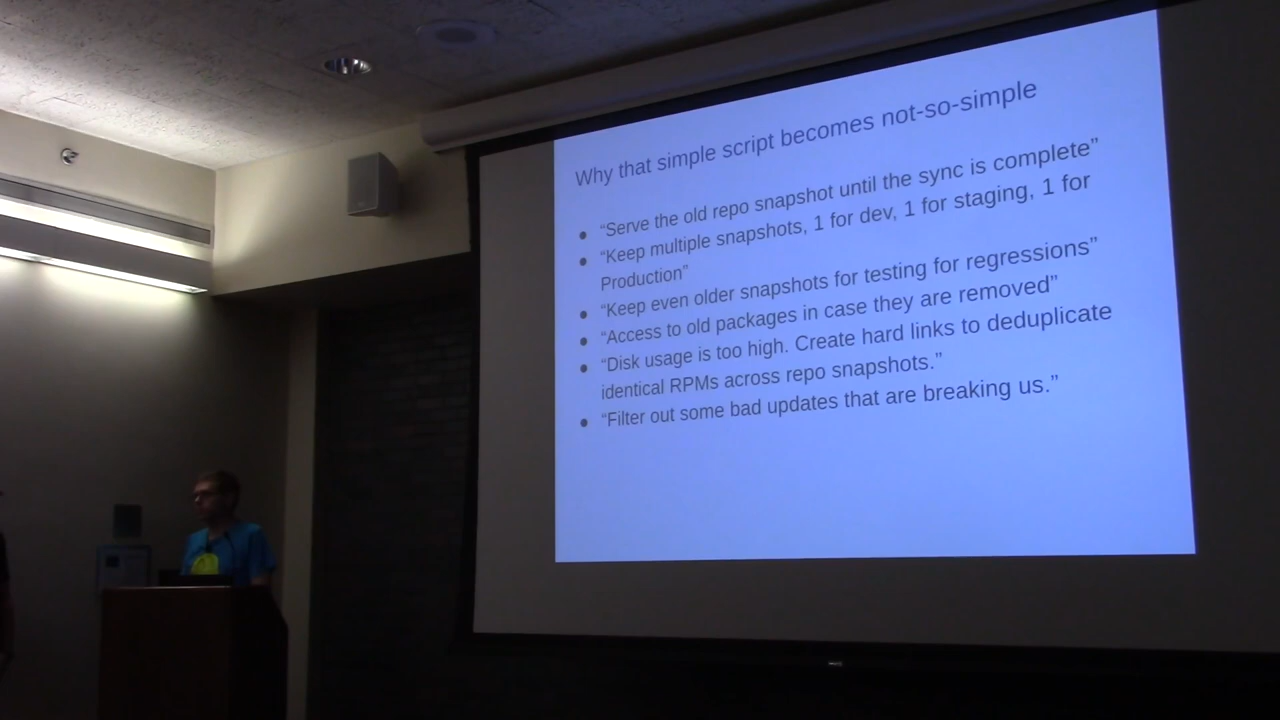 Why that simple script becomes not-so-simple
● “Serve the old repo snapshot until the sync is complete”
● “Keep multiple snapshots, 1 for dev, 1 for staging, 1 for
Production”
● “Keep even older snapshots for testing for regressions”
● “Access to old packages in case they are removed”
● “Disk usage is too high. Create hard links to deduplicate
identical RPMs across repo snapshots.”
● “Filter out some bad updates that are breaking us.”